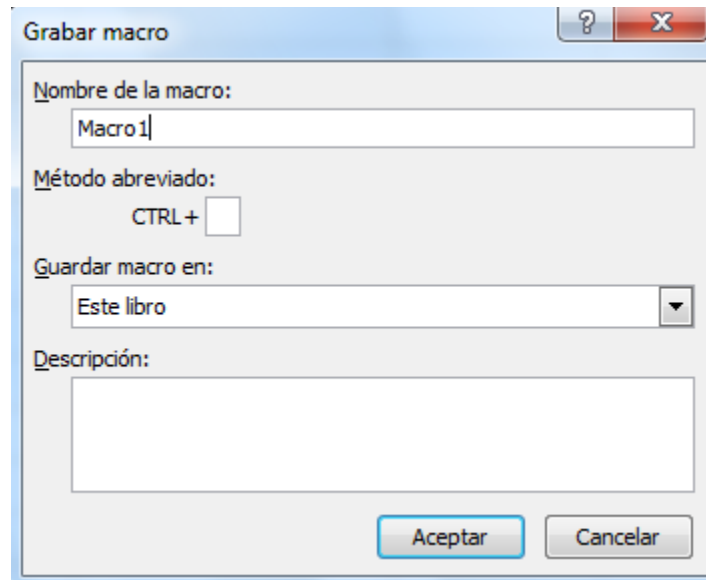 Grabar macro
?
Nombre de la macro:
Macro1
Método abreviado:
CTRL+
Guardar macro en:
Este libro
Descripción:
Aceptar
Cancelar